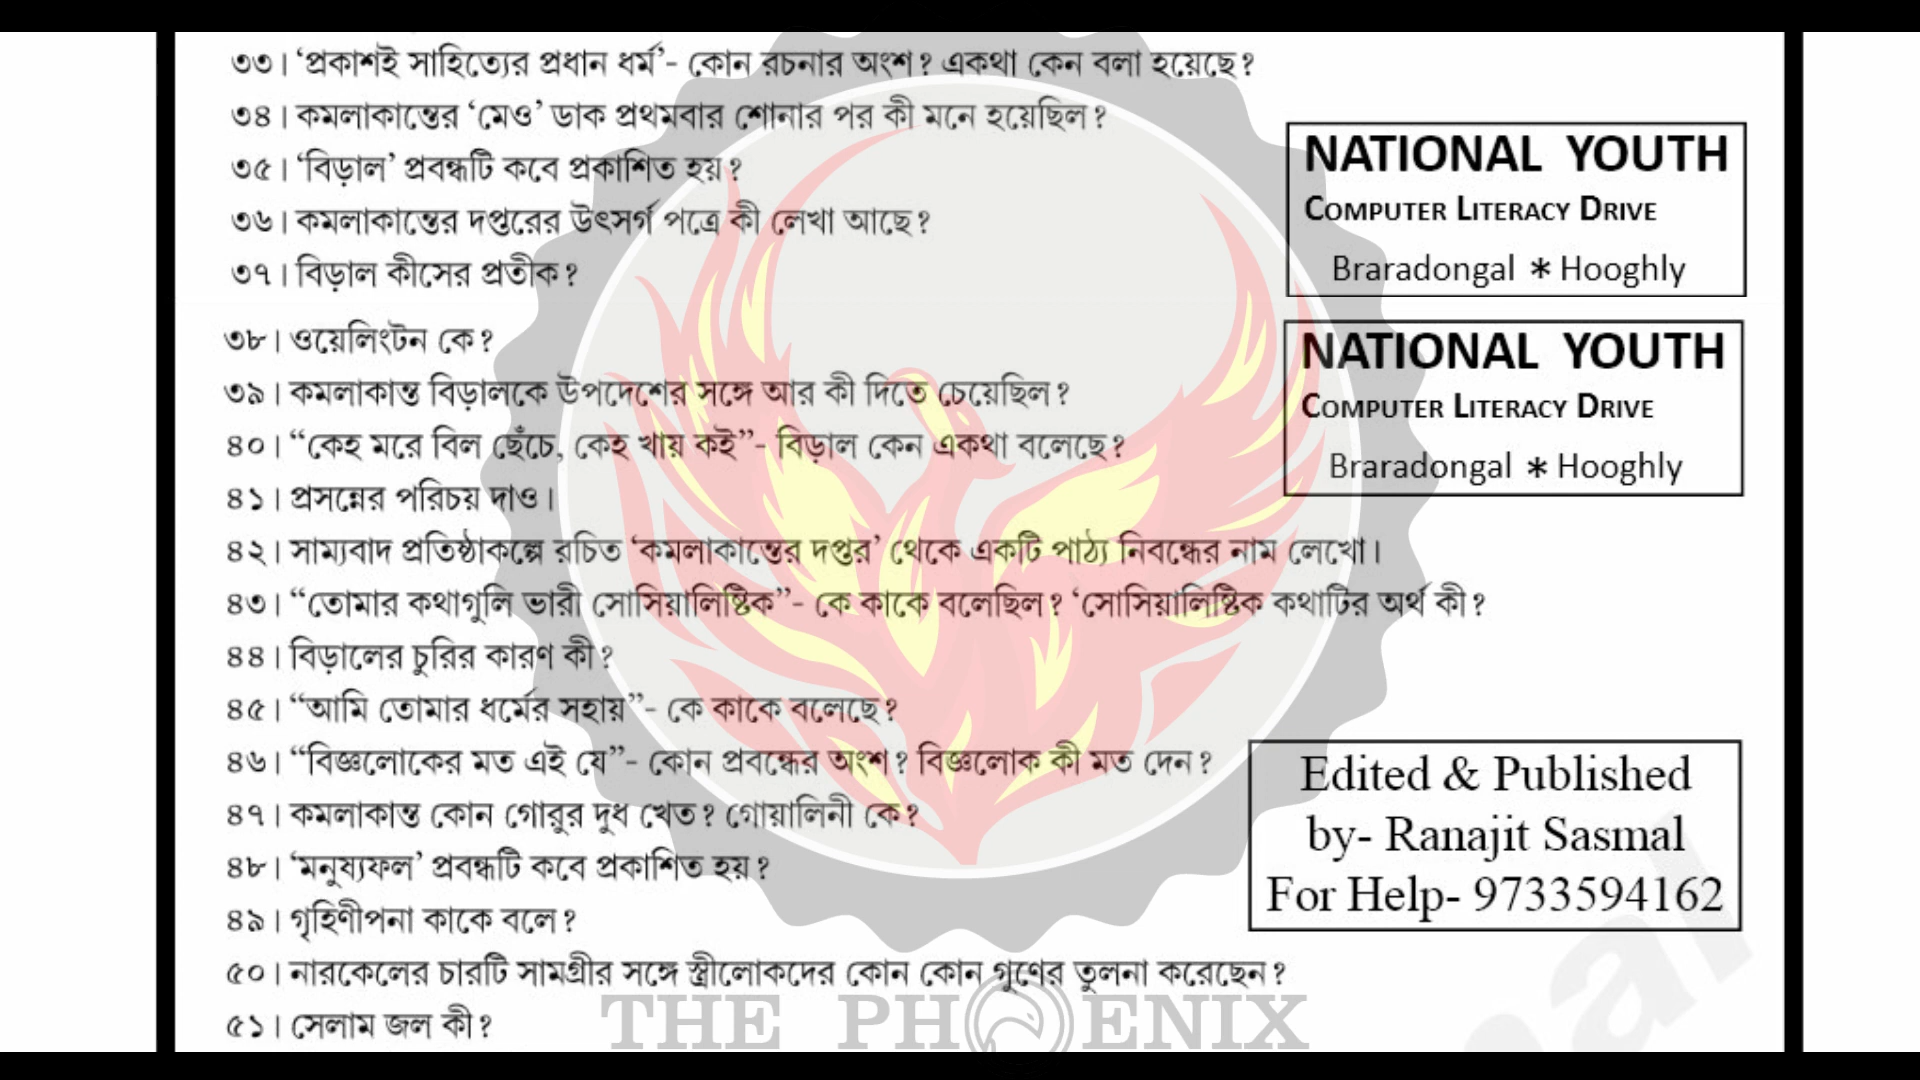 ৩৩। ‘প্রকাশই সাহিত্যের প্রধান ধর্ম’- কোন রচনার অংশ? একথা কেন বলা হয়েছে?
৩৪। কমলাকান্তের ‘মেও’ ডাক প্রথমবার শোনার পর কী মনে হয়েছিল?
৩৫। ‘বিড়াল’ প্রবন্ধটি কবে প্রকাশিত হয়?
৩৬। কমলাকান্তের দপ্তরের উৎসর্গ পত্রে কী লেখা আছে?
৩৭। বিড়াল কীসের প্রতীক?
NATIONAL YOUTH
COMPUTER LITERACY DRIVE
Braradongal * Hooghly
৩৮। ওয়েলিংটন কে?
৩৯। কমলাকান্ত বিড়ালকে উপদেশের সঙ্গে আর কী দিতে চেয়েছিল?
৪০। “কেহ মরে বিল ছেঁচে, কেহ খায় কই”- বিড়াল কেন একথা বলেছে?
৪১। প্রসন্নের পরিচয় দাও।
NATIONAL YOUTH
COMPUTER LITERACY DRIVE
Braradongal * Hooghly
৪২। সাম্যবাদ প্রতিষ্ঠাকল্পে রচিত ‘কমলাকান্তের দপ্তর’ থেকে একটি পাঠ্য নিবন্ধের নাম লেখো।
৪৩। “তোমার কথাগুলি ভারী সোসিয়ালিষ্টিক”- কে কাকে বলেছিল? ‘সোসিয়ালিষ্টিক কথাটির অর্থ কী?
৪৪। বিড়ালের চুরির কারণ কী?
৪৫। “আমি তোমার ধর্মের সহায়”- কে কাকে বলেছে?
৪৬। “বিজ্ঞলোকের মত এই যে”- কোন প্রবন্ধের অংশ? বিজ্ঞলোক কী মত দেন?
৪৭। কমলাকান্ত কোন গোরুর দুধ খেত? গোয়ালিনী কে?
৪৮। ‘মনুষ্যফল’ প্রবন্ধটি কবে প্রকাশিত হয়?
৪৯। গৃহিণীপনা কাকে বলে?
Edited & Published
by- Ranajit Sasmal
For Help- 9733594162
৫০। নারকেলের চারটি সামগ্রীর সঙ্গে স্ত্রীলোকদের কোন কোন গুণের তুলনা করেছেন?
৫১। সেলাম জল কী?
THE PHOENIX